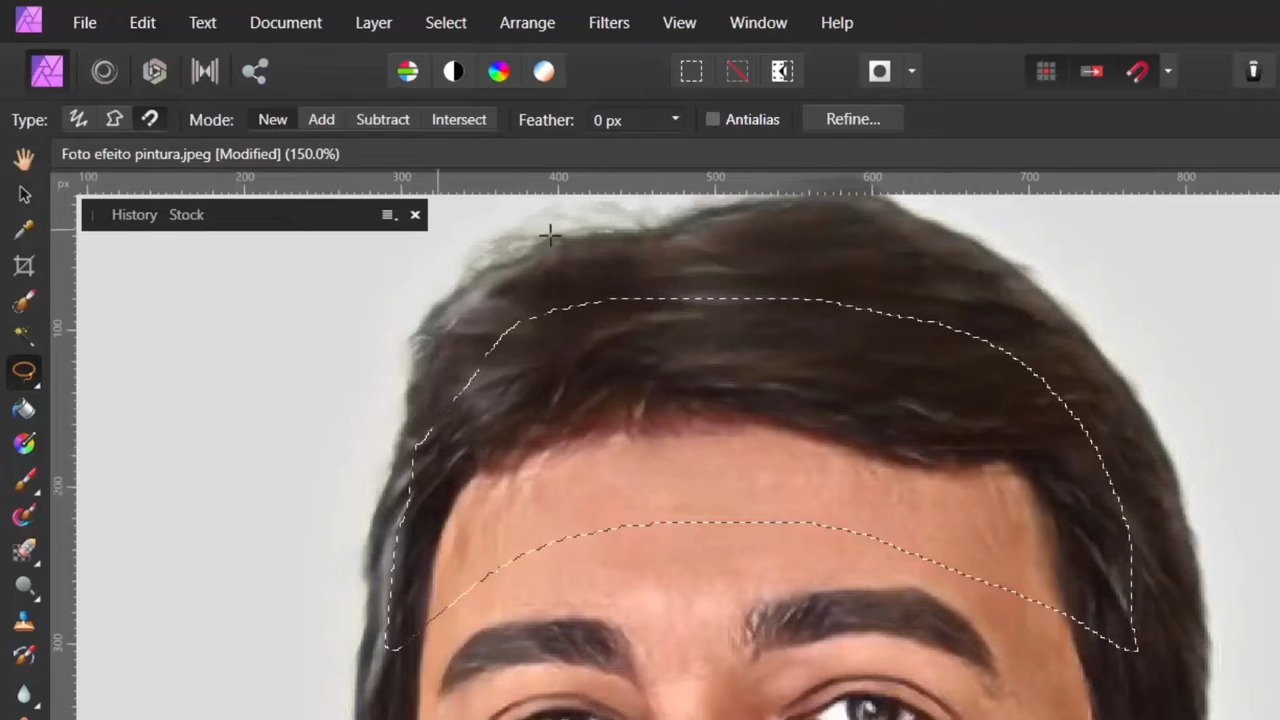 File Edit Text Document Layer Select Arrange Filters View Window Help
Type: Mode: New Add Subtract Intersect Feather: 0 px Antialias Refine...
Foto efeito pintura.jpeg [Modified] (150.0%)
px 100 200 300 400 500 600 700 800
History Stock
100
200
300